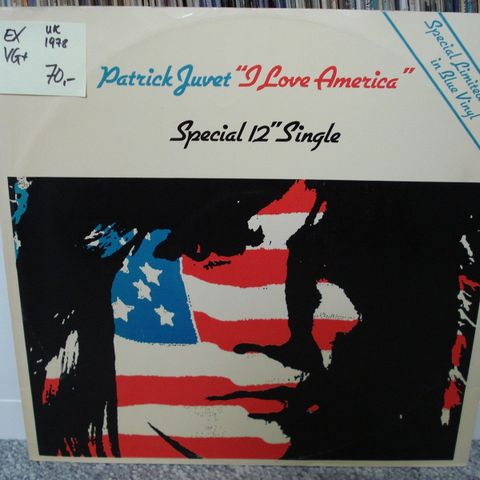 EX UK
1978
VG+
70,-
Patrick Juvet "I Love America"
Special 12" Single
Special Limited
in Blue Vinyl